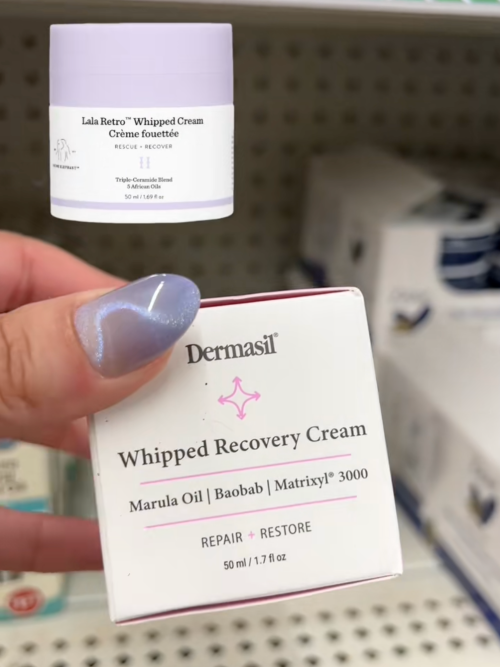 Lala Retro™ Whipped Cream
Crème fouettée
RESCUE + RECOVER
Triple-Ceramide Blend
5 African Oils
50 ml / 1.69 fl oz
Dermasil®
Whipped Recovery Cream
Marula Oil | Baobab | Matrixyl® 3000
REPAIR + RESTORE
50 ml / 1.7 fl oz